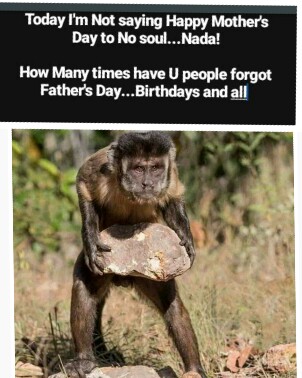 Today I'm Not saying Happy Mother's
Day to No soul...Nada!
How Many times have U people forgot
Father's Day...Birthdays and all